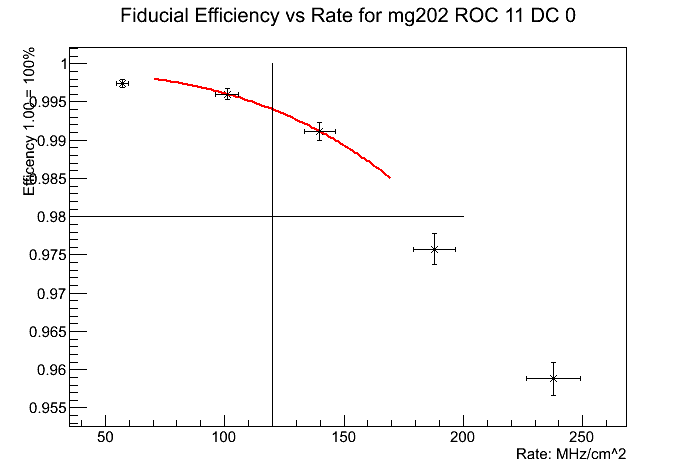 Fiducial Efficiency vs Rate for mg202 ROC 11 DC 0
Efficency 1.00 = 100%
1
0.995
0.99
0.985
0.98
0.975
0.97
0.965
0.96
0.955
50 100 150 200 250
Rate: MHz/cm^2